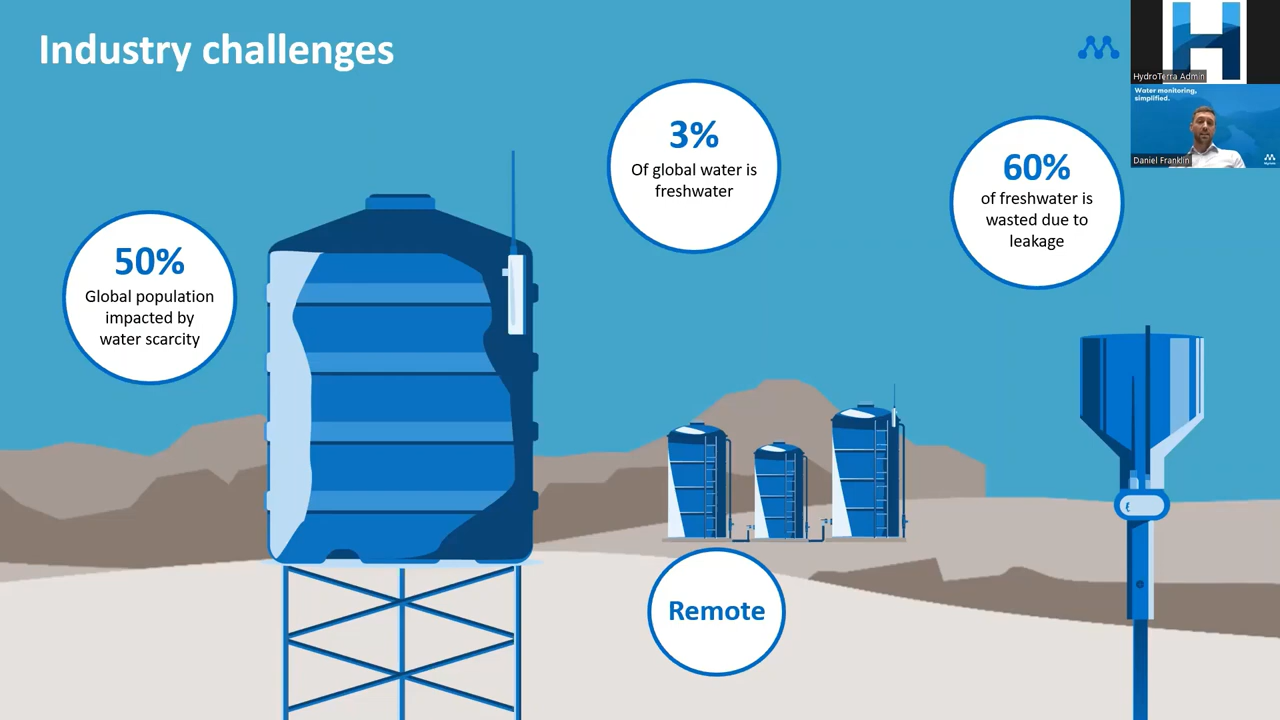 Industry challenges
HydroTerra Admin
Water monitoring,
simplified.
Daniel Franklin
3%
Of global water is
freshwater
60%
of freshwater is
wasted due to
leakage
50%
Global population
impacted by
water scarcity
Remote